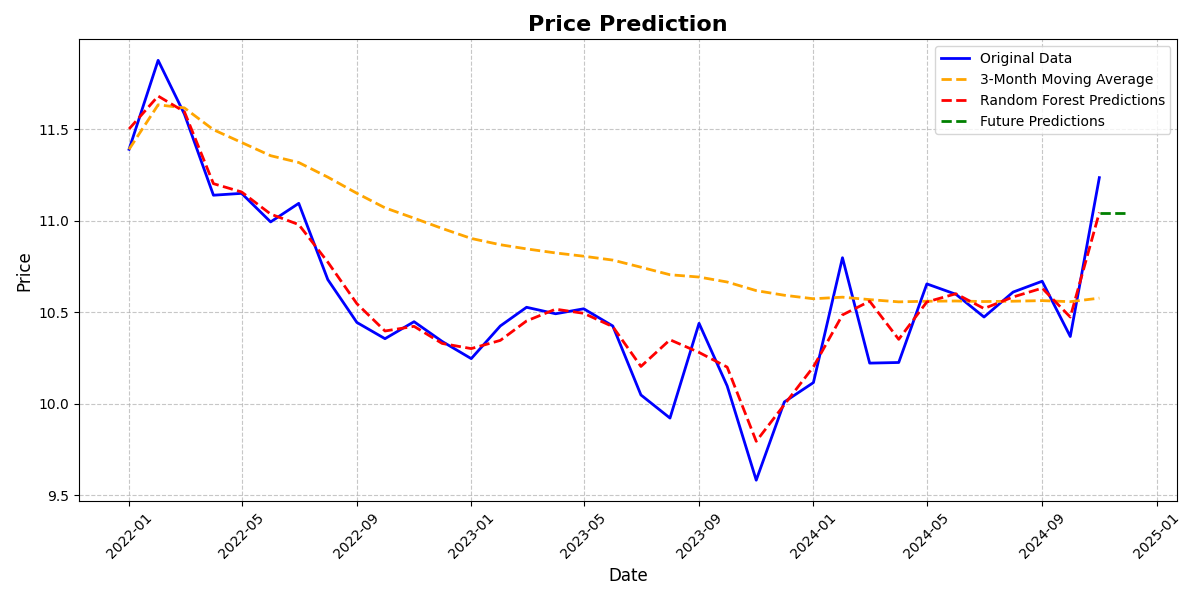 Price Prediction
Original Data
3-Month Moving Average
Random Forest Predictions
Future Predictions
Price
11.5
11.0
10.5
10.0
9.5
2022-01
2022-05
2022-09
2023-01
2023-05
2023-09
2024-01
2024-05
2024-09
2025-01
Date